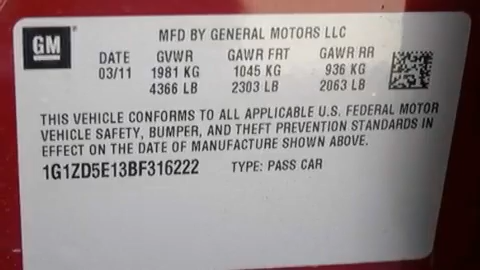 GM
MFD BY GENERAL MOTORS LLC
DATE GVWR GAWR FRT GAWR RR
03/11 1981 KG 1045 KG 936 KG
4366 LB 2303 LB 2063 LB
THIS VEHICLE CONFORMS TO ALL APPLICABLE U.S. FEDERAL MOTOR
VEHICLE SAFETY, BUMPER, AND THEFT PREVENTION STANDARDS IN
EFFECT ON THE DATE OF MANUFACTURE SHOWN ABOVE.
1G1ZD5E13BF316222 TYPE: PASS CAR